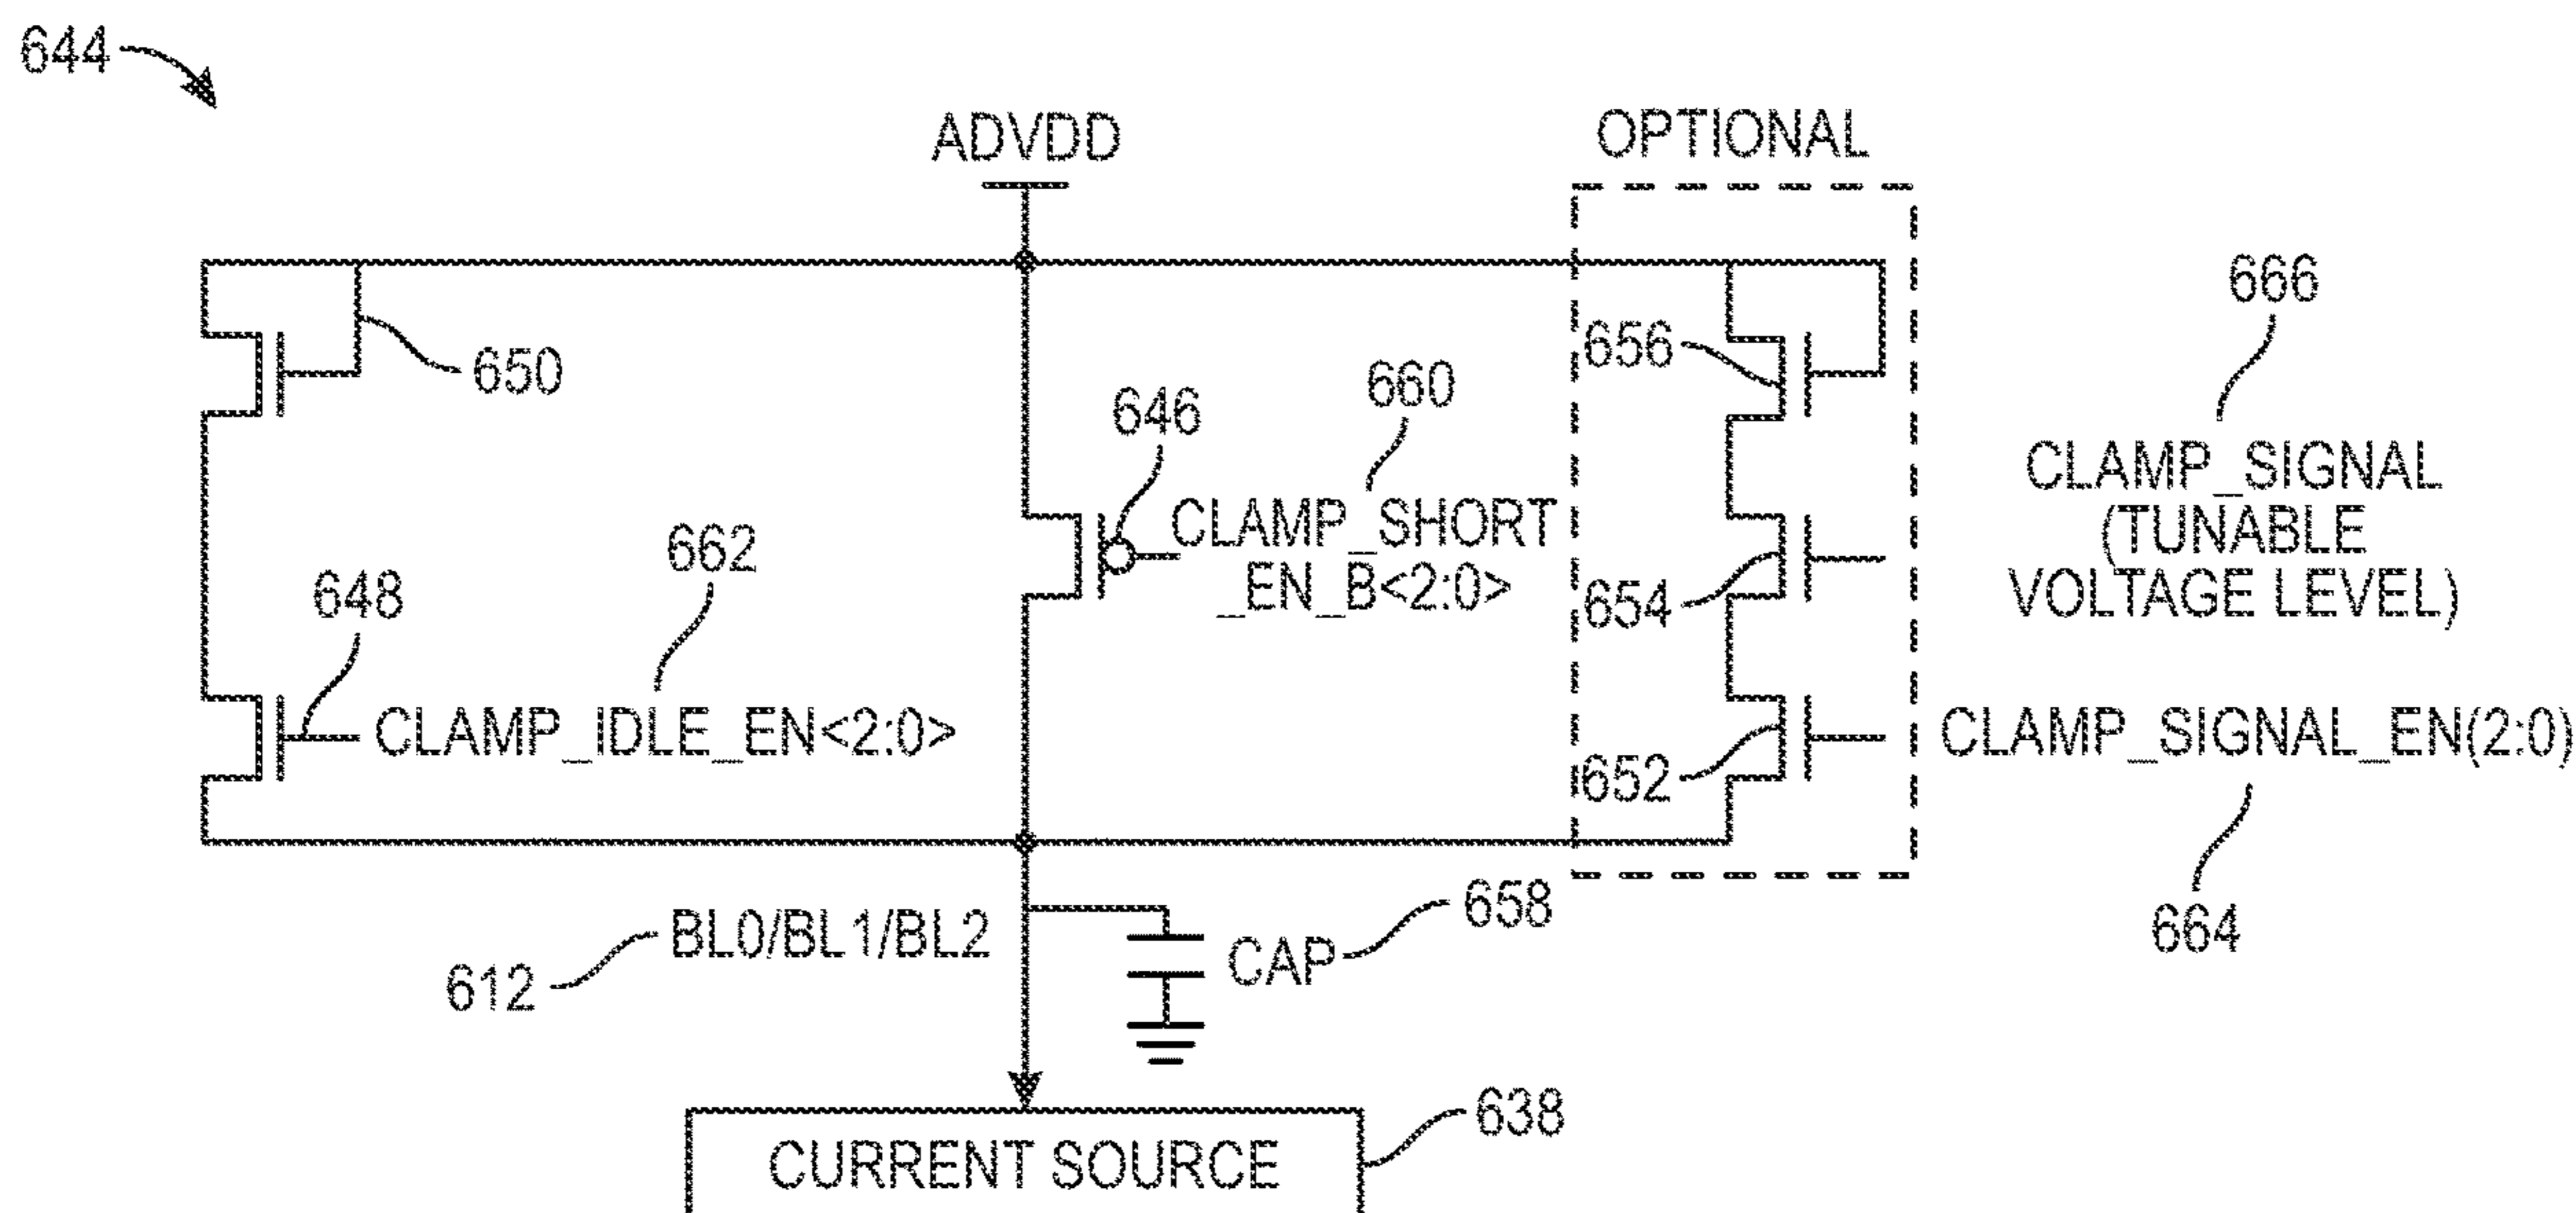 644
ADVDD
OPTIONAL
666
650
656
660
646
CLAMP_SIGNAL
(TUNABLE
VOLTAGE LEVEL)
CLAMP_SHORT
_EN_B<2:0>
662
648
654
CLAMP_IDLE_EN<2:0>
652
CLAMP_SIGNAL_EN(2:0)
664
658
BL0/BL1/BL2
CAP
612
638
CURRENT SOURCE